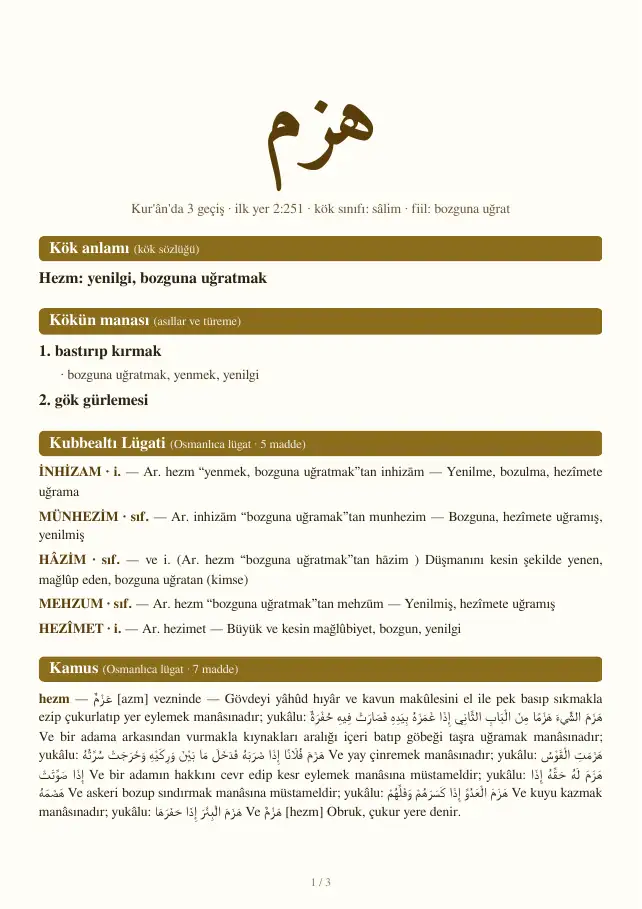 هزم
Kur'ân'da 3 geçiş · ilk yer 2:251 · kök sınıfı: sâlim · fiil: bozguna uğrat
Kök anlamı (kök sözlüğü)
Hezm: yenilgi, bozguna uğratmak
Kökün manası (asıllar ve türeme)
1. bastırıp kırmak
· bozguna uğratmak, yenmek, yenilgi
2. gök gürlemesi
Kubbealtı Lügati (Osmanlıca lügat · 5 madde)
İNHİZAM · i. — Ar. hezm “yenmek, bozguna uğratmak”tan inhizām — Yenilme, bozulma, hezîmete
uğrama
MÜNHEZİM · sıf. — Ar. inhizām “bozguna uğramak”tan munhezim — Bozguna, hezîmete uğramış,
yenilmiş
HÂZİM · sıf. — ve i. (Ar. hezm “bozguna uğratmak”tan hāzim ) Düşmanını kesin şekilde yenen,
mağlûp eden, bozguna uğratan (kimse)
MEHZUM · sıf. — Ar. hezm “bozguna uğratmak”tan mehzūm — Yenilmiş, hezîmete uğramış
HEZÎMET · i. — Ar. hezimet — Büyük ve kesin mağlûbiyet, bozgun, yenilgi
Kamus (Osmanlıca lügat · 7 madde)
hezm — عَزْمٌ [azm] vezninde — Gövdeyi yâhûd hıyâr ve kavun makûlesini el ile pek basıp sıkmakla
ezip çukurlatıp yer eylemek manâsınadır; yukâlu: هَزَمَ الشَّيْءَ هَزْمًا مِنَ الْبَابِ الثَّانِي إِذَا غَمَزَهُ بِيَدِهِ فَصَارَتْ فِيهِ حُفْرَةٌ
Ve bir adama arkasından vurmakla kıynakları aralığı içeri batıp göbeği taşra uğramak manâsınadır;
yukâlu: هَزَمَ فُلَانًا إِذَا ضَرَبَهُ فَدَخَلَ مَا بَيْنَ وَرِكَيْهِ وَخَرَجَتْ سُرَّتُهُ Ve yay çinremek manâsınadır; yukâlu: هَزَمَتِ الْقَوْسُ
إِذَا صَوَّتَتْ Ve bir adamın hakkını cevr edip kesr eylemek manâsına müstameldir; yukâlu: هَزَمَ لَهُ حَقَّهُ إِذَا
هَضَمَهُ Ve askeri bozup sındırmak manâsına müstameldir; yukâlu: هَزَمَ الْعَدُوَّ إِذَا كَسَرَهُمْ وَفَلَّهُمْ Ve kuyu kazmak
manâsınadır; yukâlu: هَزَمَ الْبِئْرَ إِذَا حَفَرَهَا Ve هَزْمٌ [hezm] Obruk, çukur yere denir.
1 / 3